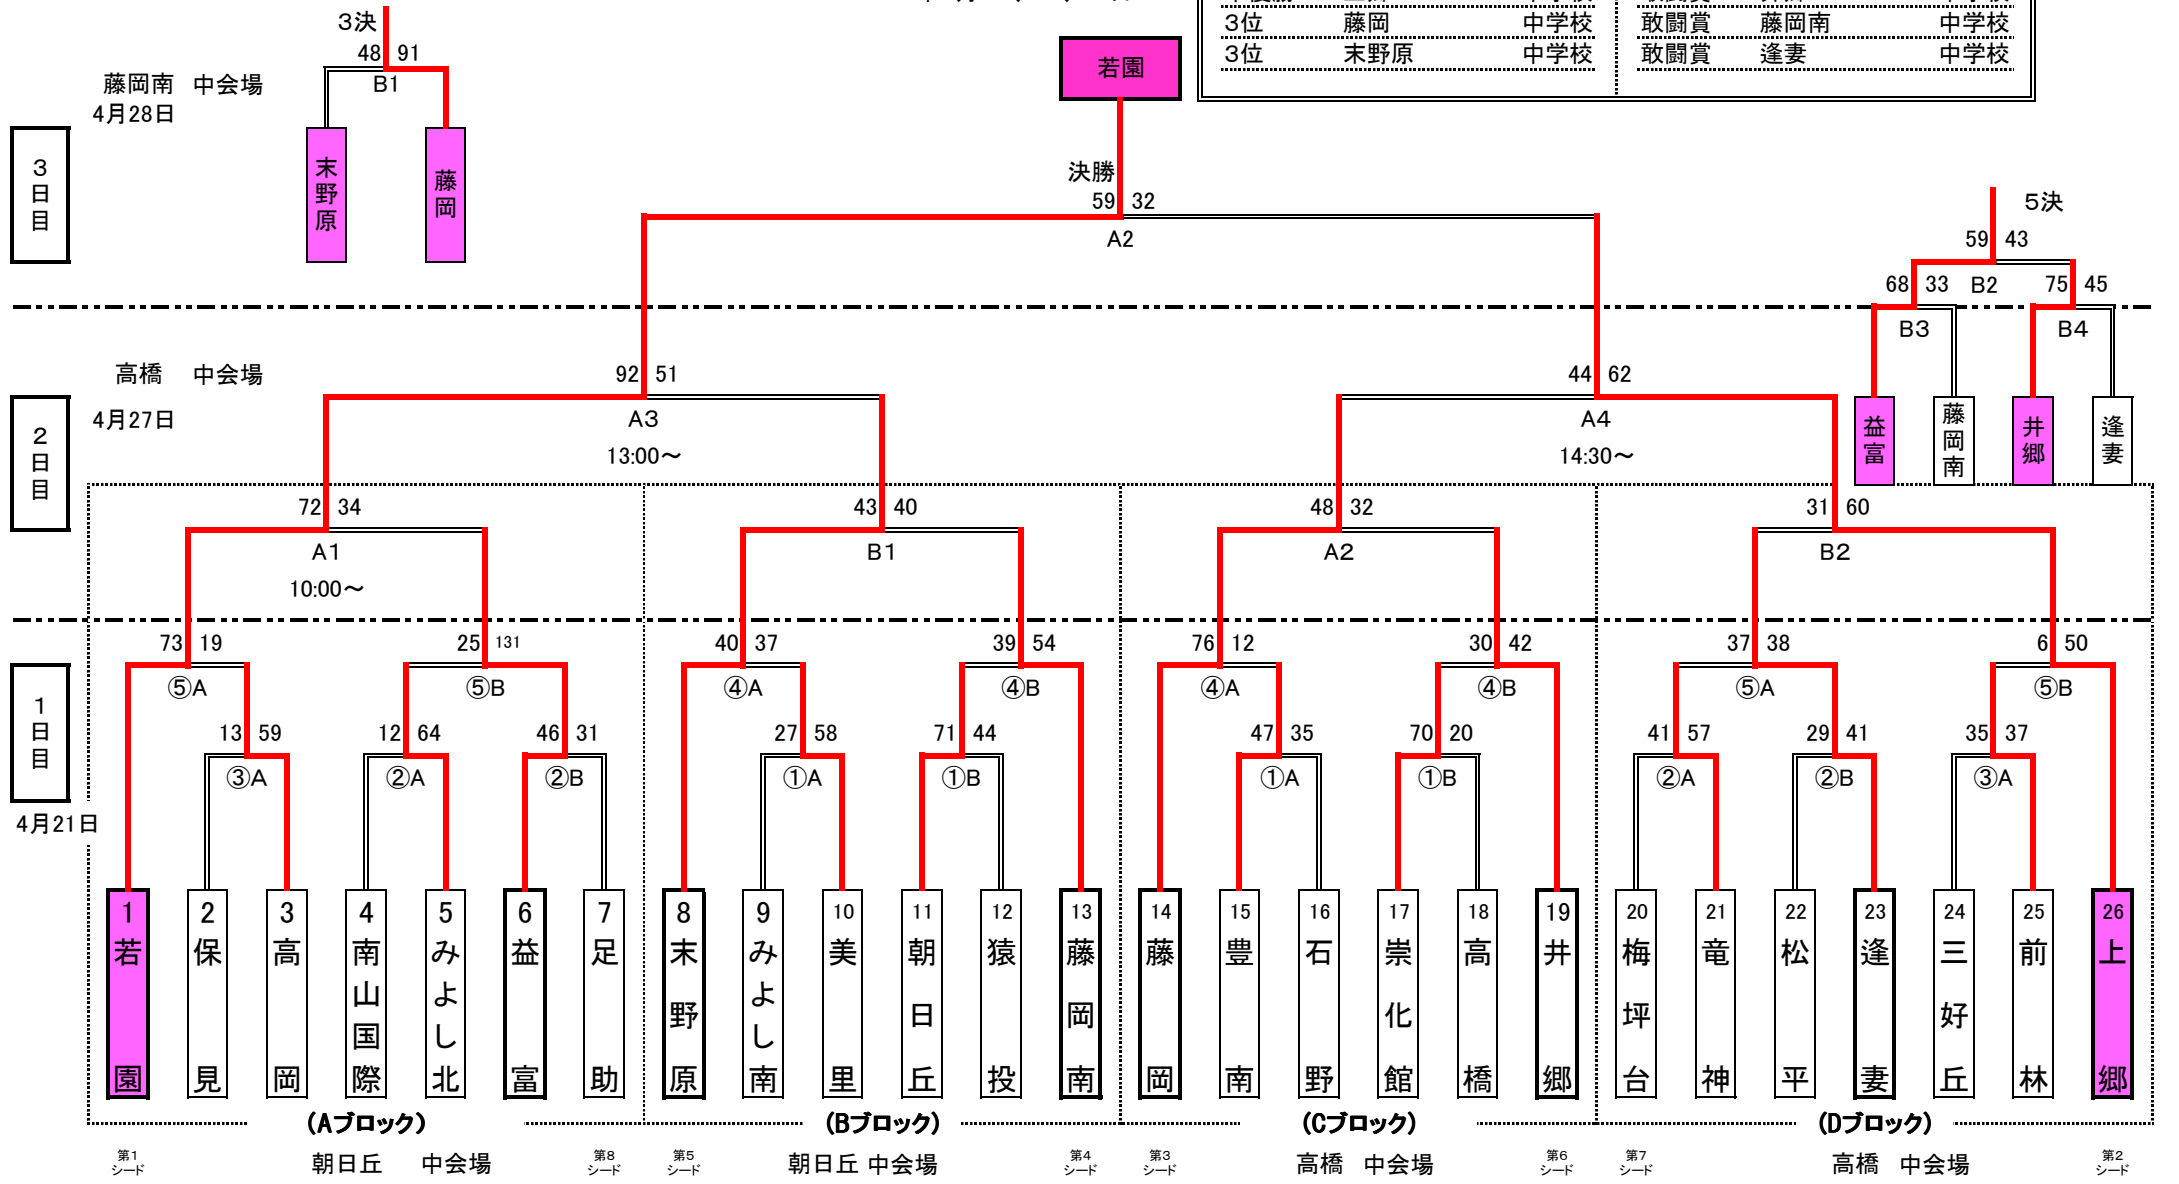 3位 藤岡 中学校 敢闘賞 藤岡南 中学校
3位 末野原 中学校 敢闘賞 逢妻 中学校
3決
48 91
B1
藤岡南 中会場
4月28日
末野原
藤岡
3日目
若園
決勝
59 32
A2
5決
59 43
B2
68 33
B3
75 45
B4
益富
藤岡南
井郷
逢妻
高橋 中会場
4月27日
2日目
92 51
A3
13:00～
44 62
A4
14:30～
72 34
A1
10:00～
43 40
B1
48 32
A2
31 60
B2
73 19
⑤A
25 131
⑤B
40 37
④A
39 54
④B
76 12
④A
30 42
④B
37 38
⑤A
6 50
⑤B
1日目
4月21日
13 59
③A
12 64
②A
46 31
②B
27 58
①A
71 44
①B
47 35
①A
70 20
①B
41 57
②A
29 41
②B
35 37
③A
1 若園
2 保見
3 高岡
4 南山国際
5 みよし北
6 益富
7 足助
8 末野原
9 みよし南
10 美里
11 朝日丘
12 猿投
13 藤岡南
14 藤岡
15 豊南
16 石野
17 崇化館
18 高橋
19 井郷
20 梅坪台
21 竜神
22 松平
23 逢妻
24 三好丘
25 前林
26 上郷
(Aブロック) (Bブロック) (Cブロック) (Dブロック)
第1シード
朝日丘 中会場
第8シード
第5シード
朝日丘 中会場
第4シード
第3シード
高橋 中会場
第6シード
第7シード
高橋 中会場
第2シード